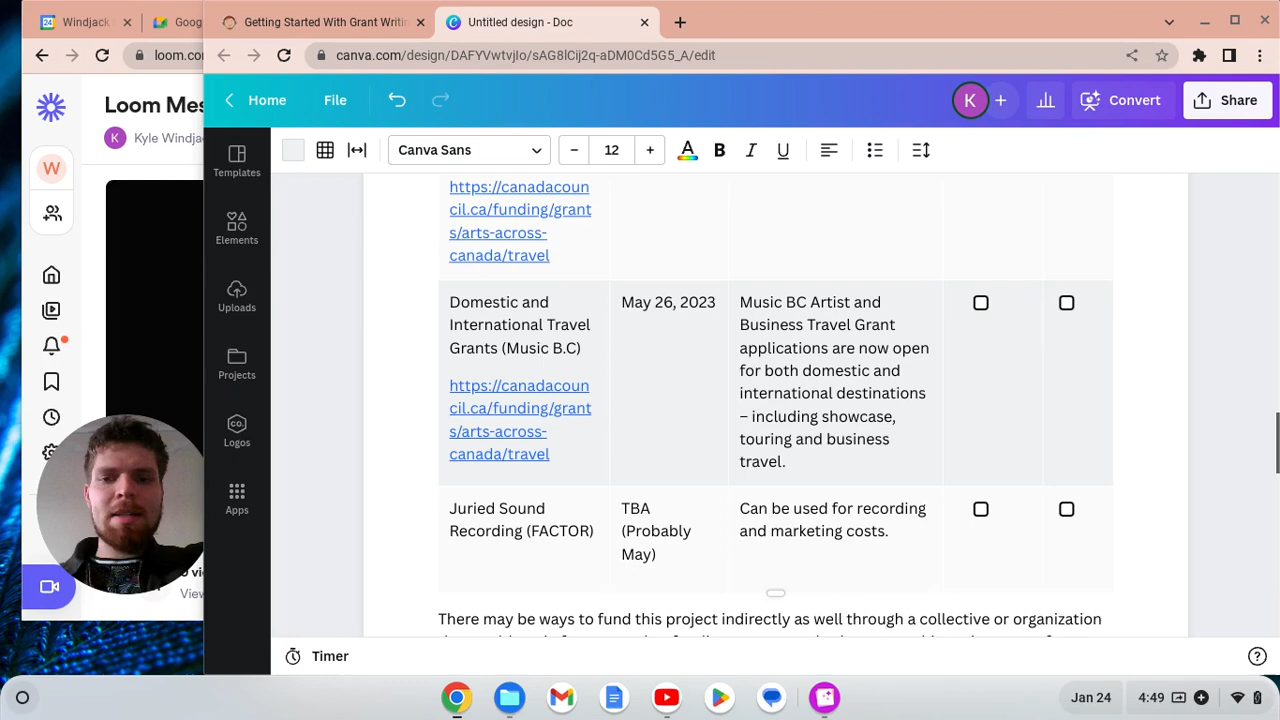 Windjack
Goog
Getting Started With Grant Writin
Untitled design - Doc
loom.co
canva.com/design/DAFYVwtvjIo/sAG8lCij2q-aDM0Cd5G5_A/edit
Home
File
K
Convert
Share
Loom Mes
K
Kyle Windja
W
Templates
Elements
Uploads
Projects
CO.
Logos
Apps
Canva Sans
12
A
B
I
U
https://canadacoun
cil.ca/funding/grant
s/arts-across-
canada/travel
Domestic and
International Travel
Grants (Music B.C)
https://canadacoun
cil.ca/funding/grant
s/arts-across-
canada/travel
May 26, 2023
Music BC Artist and
Business Travel Grant
applications are now open
for both domestic and
international destinations
– including showcase,
touring and business
travel.
Juried Sound
Recording (FACTOR)
TBA
(Probably
May)
Can be used for recording
and marketing costs.
There may be ways to fund this project indirectly as well through a collective or organization
View
Timer
Jan 24
4:49